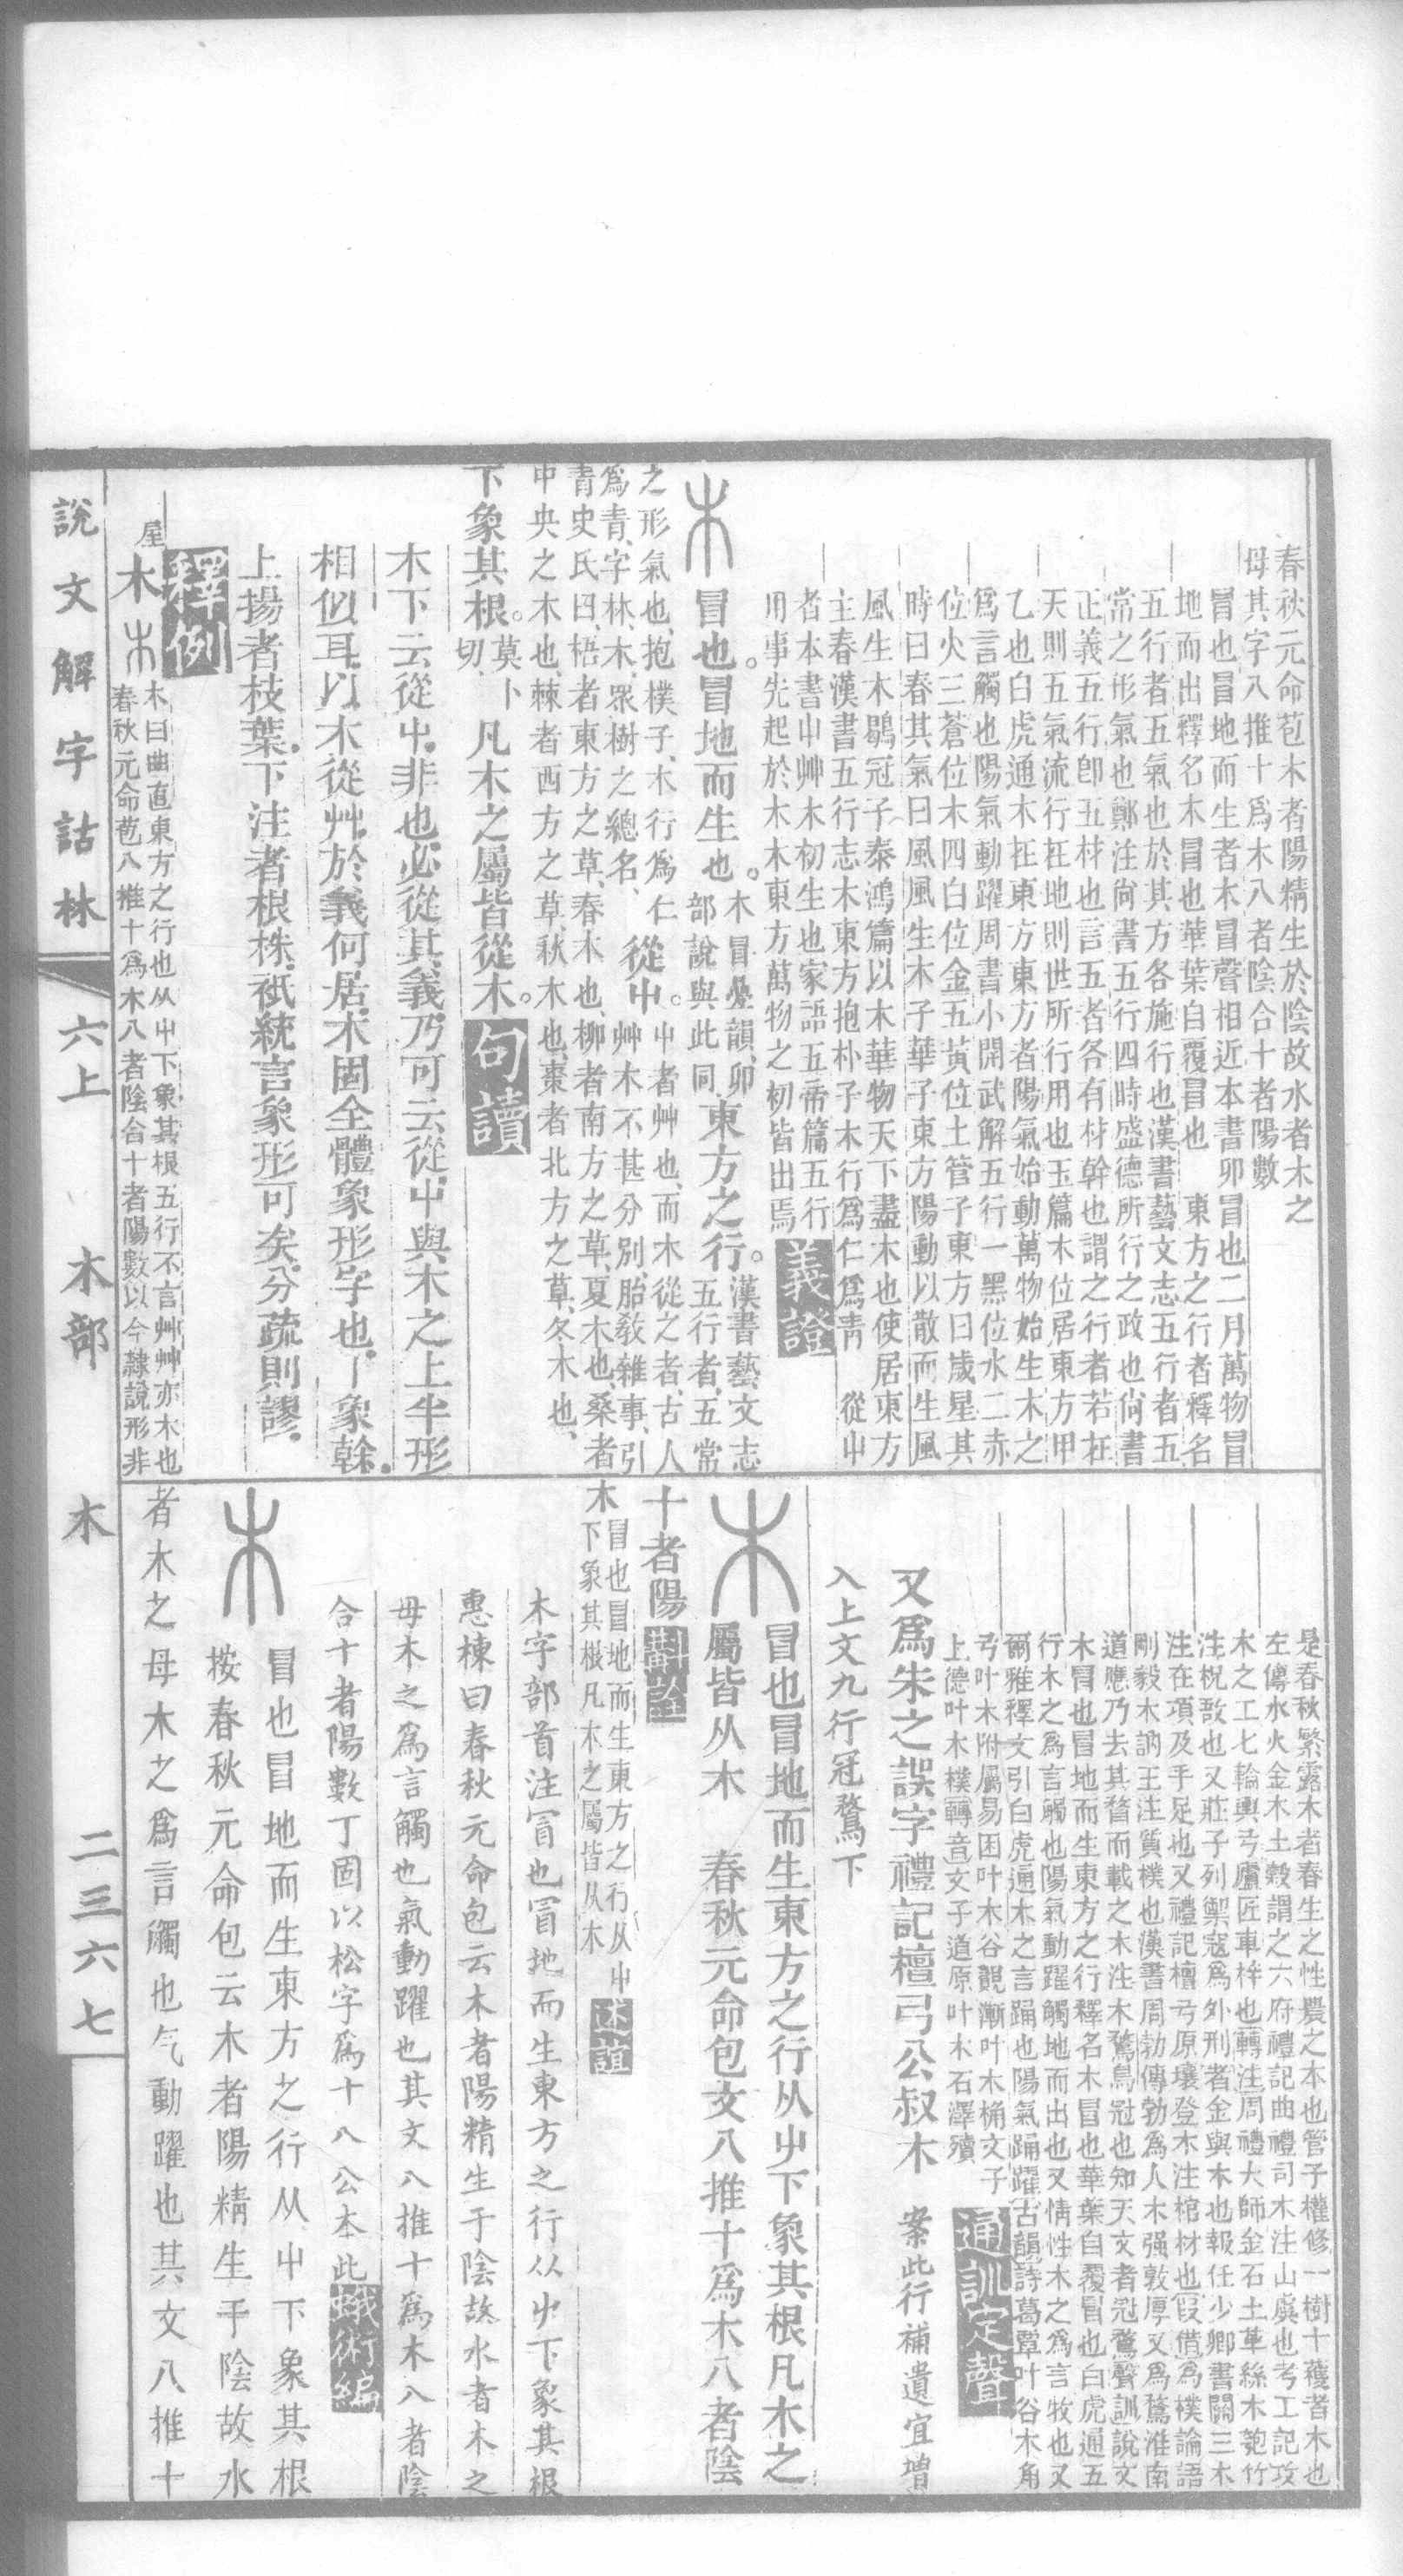 春秋元命苞木者陽精生於陰故水者木之
母其字八推十爲木八者陰合十者陽數
冒也冒地而生者木冒聲相近本書卯冒也二月萬物冒
地而出釋名木冒也華葉自覆冒也 東方之行者釋名
五行者五氣也於其方各施行也漢書藝文志五行者五
常之形氣也鄭注尙書五行四時盛德所行之政也尙書
正義五行卽五材也言五者各有材幹也謂之行者若在
天則五氣流行在地則世所行用也玉篇木位居東方甲
乙也白虎通木在東方東方者陽氣始動萬物始生木之
爲言觸也陽氣動躍周書小開武解五行一黑位水二赤
位火三蒼位木四白位金五黃位土管子東方曰歲星其
時曰春其氣曰風風生木子華子東方陽動以散而生風
風生木鶡冠子泰鴻篇以木華物天下盡木也使居東方
主春漢書五行志木東方抱朴子木行爲仁爲青 從屮
者本書屮艸木初生也家語五帝篇五行
用事先起於木木東方萬物之初皆出焉 義證
木 冒也。冒地而生也。木冒疊韻、卯部說與此同、東方之行。漢書藝文志五行者、五常
之形氣也、抱樸子、木行爲仁爲青、字林、木、眾樹之總名、從屮。屮者艸也、而木從之者、古人艸木不甚分別、胎敎雜事、引
青史氏曰、梧者東方之草、春木也、柳者南方之草、夏木也、桑者中央之木也、棘者西方之草、秋木也、棗者北方之草、冬木也、
下象其根。莫卜切、凡木之屬皆從木。 句讀
木下云從屮.非也.必從其義.乃可云從.屮與木之上半形
相似耳.以木從艸.於義何居.木固全體象形字也.丨象榦.
上揚者枝葉.下注者根株.祇統言象形可矣.分疏則謬.
釋例
屋
木 木 木曰曲直東方之行也从屮下象其根五行不言艸艸亦木也
春秋元命苞八推十爲木八者陰合十者陽數以今隸說形非
是春秋繁露木者春生之性農之本也管子權修一樹十穫者木也
左傳水火金木土穀謂之六府禮記曲禮司木注山虞也考工記攻
木之工七輪輿弓廬匠車梓也轉注周禮大師金石土革絲木匏竹
注柷敔也又莊子列禦寇爲外刑者金與木也報任少卿書關三木
注在項及手足也又禮記檀弓原壤登木注棺材也假借爲樸論語
剛毅木訥王注質樸也漢書周勃傳勃爲人木强敦厚又爲鶩淮南
道應乃去其瞀而載之木注木鶩鳥冠也知天文者冠鶩聲訓說文
木冒也冒地而生東方之行釋名木冒也華葉自覆冒也白虎通五
行木之爲言觸也陽氣動躍觸地而出也又情性木之爲言牧也又
爾雅釋文引白虎通木之言踊也陽氣踊躍古韻詩葛覃叶谷木角
弓叶木附屬易困叶木谷覿漸叶木桷文子
上德叶木樸轉音文子道原叶木石澤殰 通訓定聲
又爲朱之誤字禮記檀弓公叔木 案此行補遺宜增
入上文九行冠鶩下
木 冒也冒地而生東方之行从屮下象其根凡木之
屬皆从木 春秋元命包文八推十爲木八者陰
十者陽 斠詮
木 冒也冒地而生東方之行从屮
下象其根凡木之屬皆从木 述誼
木字部首注冒也冒地而生東方之行从屮下象其根
惠棟曰春秋元命包云木者陽精生于陰故水者木之
母木之爲言觸也氣動躍也其文八推十爲木八者陰
合十者陽數丁固以松字爲十八公本此 蛾術編
木 冒也冒地而生東方之行从屮下象其根
按春秋元命包云木者陽精生乎陰故水
者木之母木之爲言觸也气動躍也其文八推十
說文解字詁林 六上 木部 木 二三六七